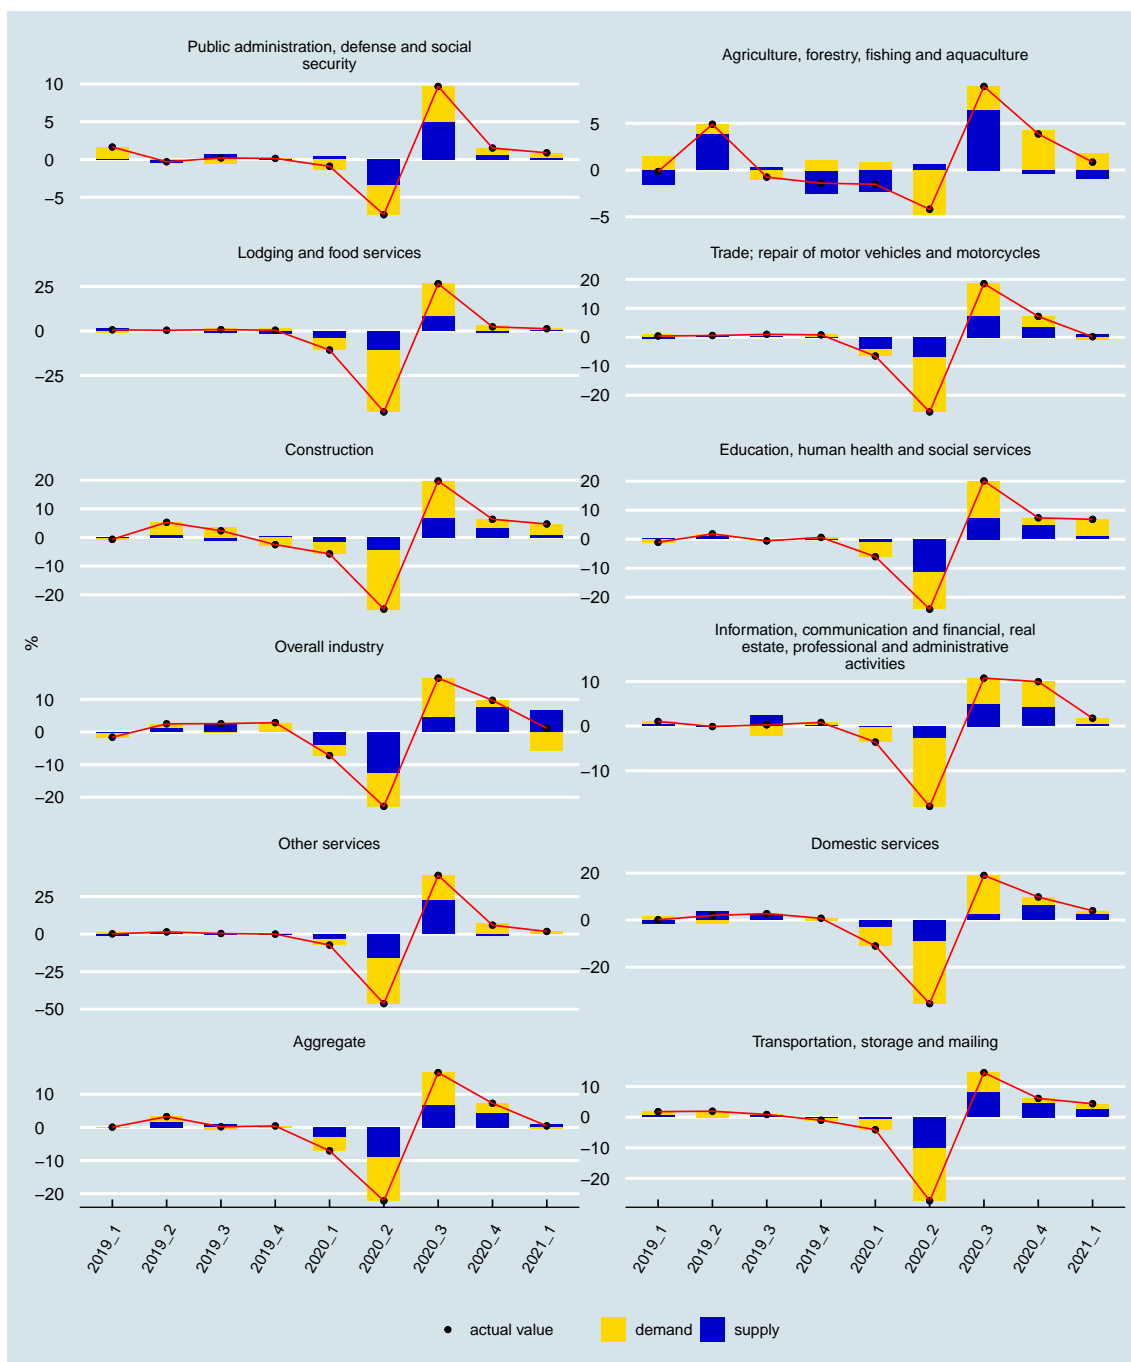 Public administration, defense and social
security
10
5
0
−5
Agriculture, forestry, fishing and aquaculture
5
0
−5
Lodging and food services
25
0
−25
Trade; repair of motor vehicles and motorcycles
20
10
0
−10
−20
Construction
20
10
0
−10
−20
Education, human health and social services
20
10
0
−10
−20
%
Overall industry
10
0
−10
−20
Information, communication and financial, real
estate, professional and administrative
activities
10
0
−10
Other services
25
0
−25
−50
Domestic services
20
0
−20
Aggregate
10
0
−10
−20
Transportation, storage and mailing
10
0
−10
−20
2019_1 2019_2 2019_3 2019_4 2020_1 2020_2 2020_3 2020_4 2021_1
2019_1 2019_2 2019_3 2019_4 2020_1 2020_2 2020_3 2020_4 2021_1
actual value demand supply